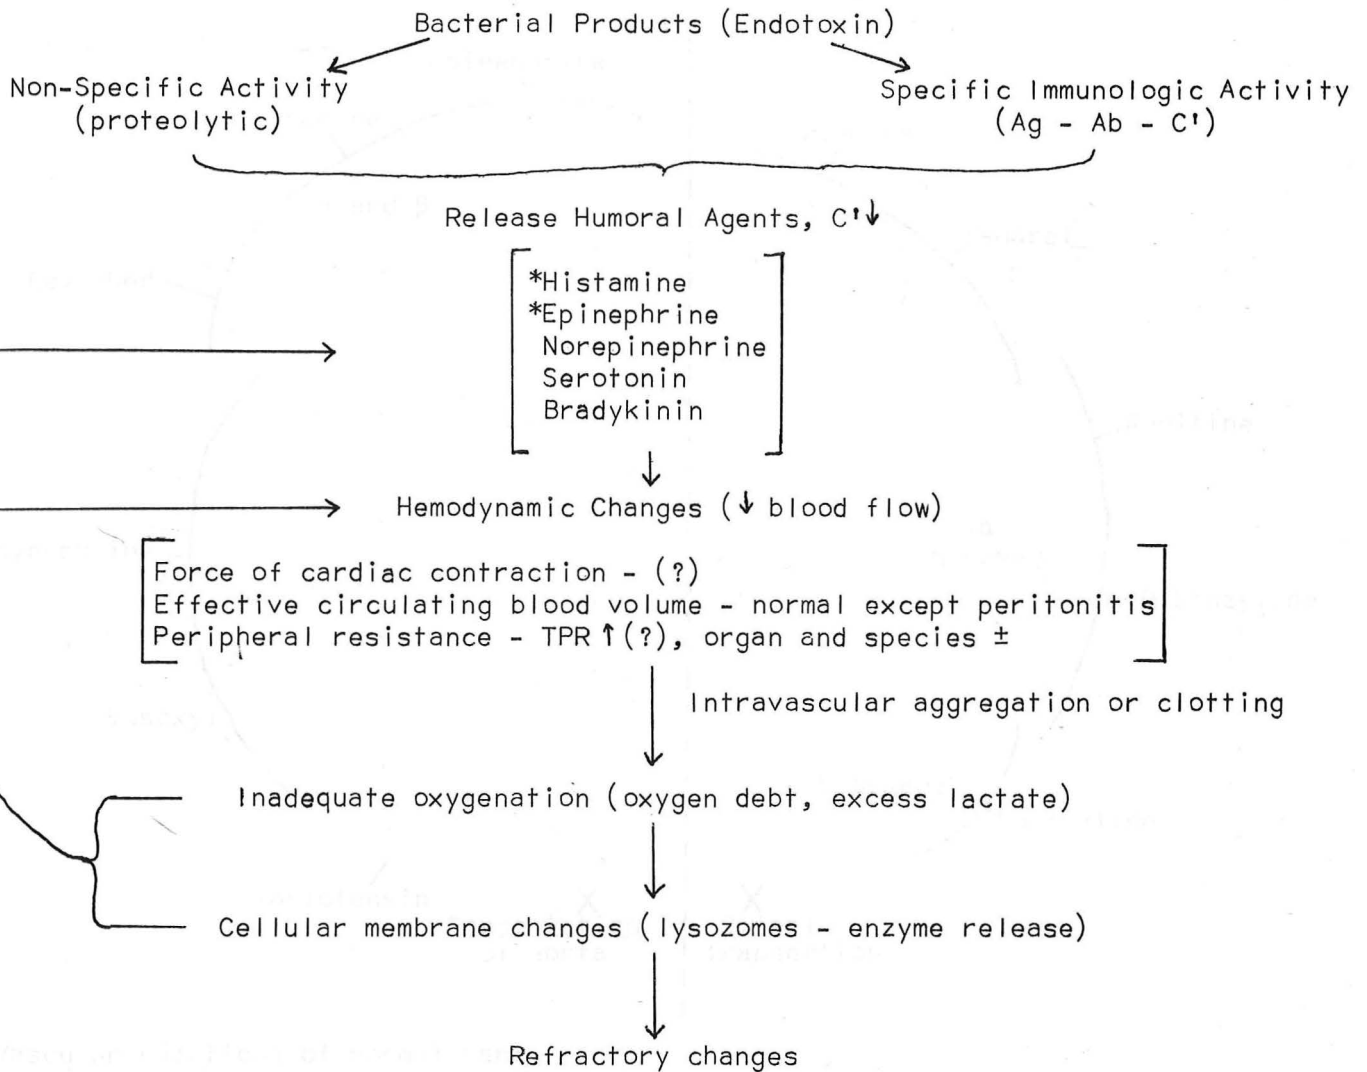 Bacterial Products (Endotoxin)
Non-Specific Activity
(proteolytic)
Specific Immunologic Activity
(Ag - Ab - C')
Release Humoral Agents, C'↓
*Histamine
*Epinephrine
Norepinephrine
Serotonin
Bradykinin
Hemodynamic Changes (↓ blood flow)
Force of cardiac contraction - (?)
Effective circulating blood volume - normal except peritonitis
Peripheral resistance - TPR ↑(?), organ and species ±
Intravascular aggregation or clotting
Inadequate oxygenation (oxygen debt, excess lactate)
Cellular membrane changes (lysozomes - enzyme release)
Refractory changes